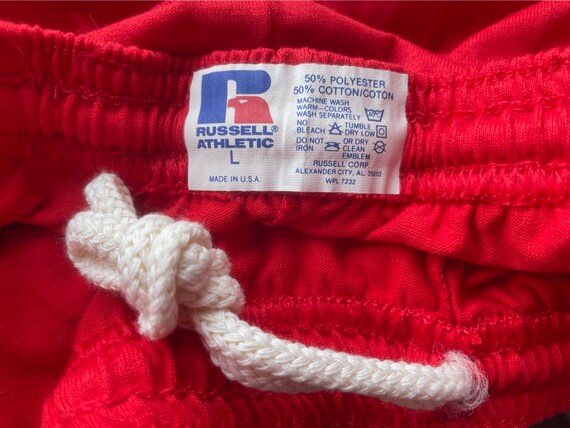 R
RUSSELL®
ATHLETIC
L
MADE IN U.S.A.
50% POLYESTER
50% COTTON/COTON
MACHINE WASH
WARM-COLORS
WASH SEPARATELY
NO
BLEACH
TUMBLE
DRY LOW
DO NOT
IRON
OR DRY
CLEAN
EMBLEM
RUSSELL CORP.
ALEXANDER CITY, AL. 35010
WPL 7232